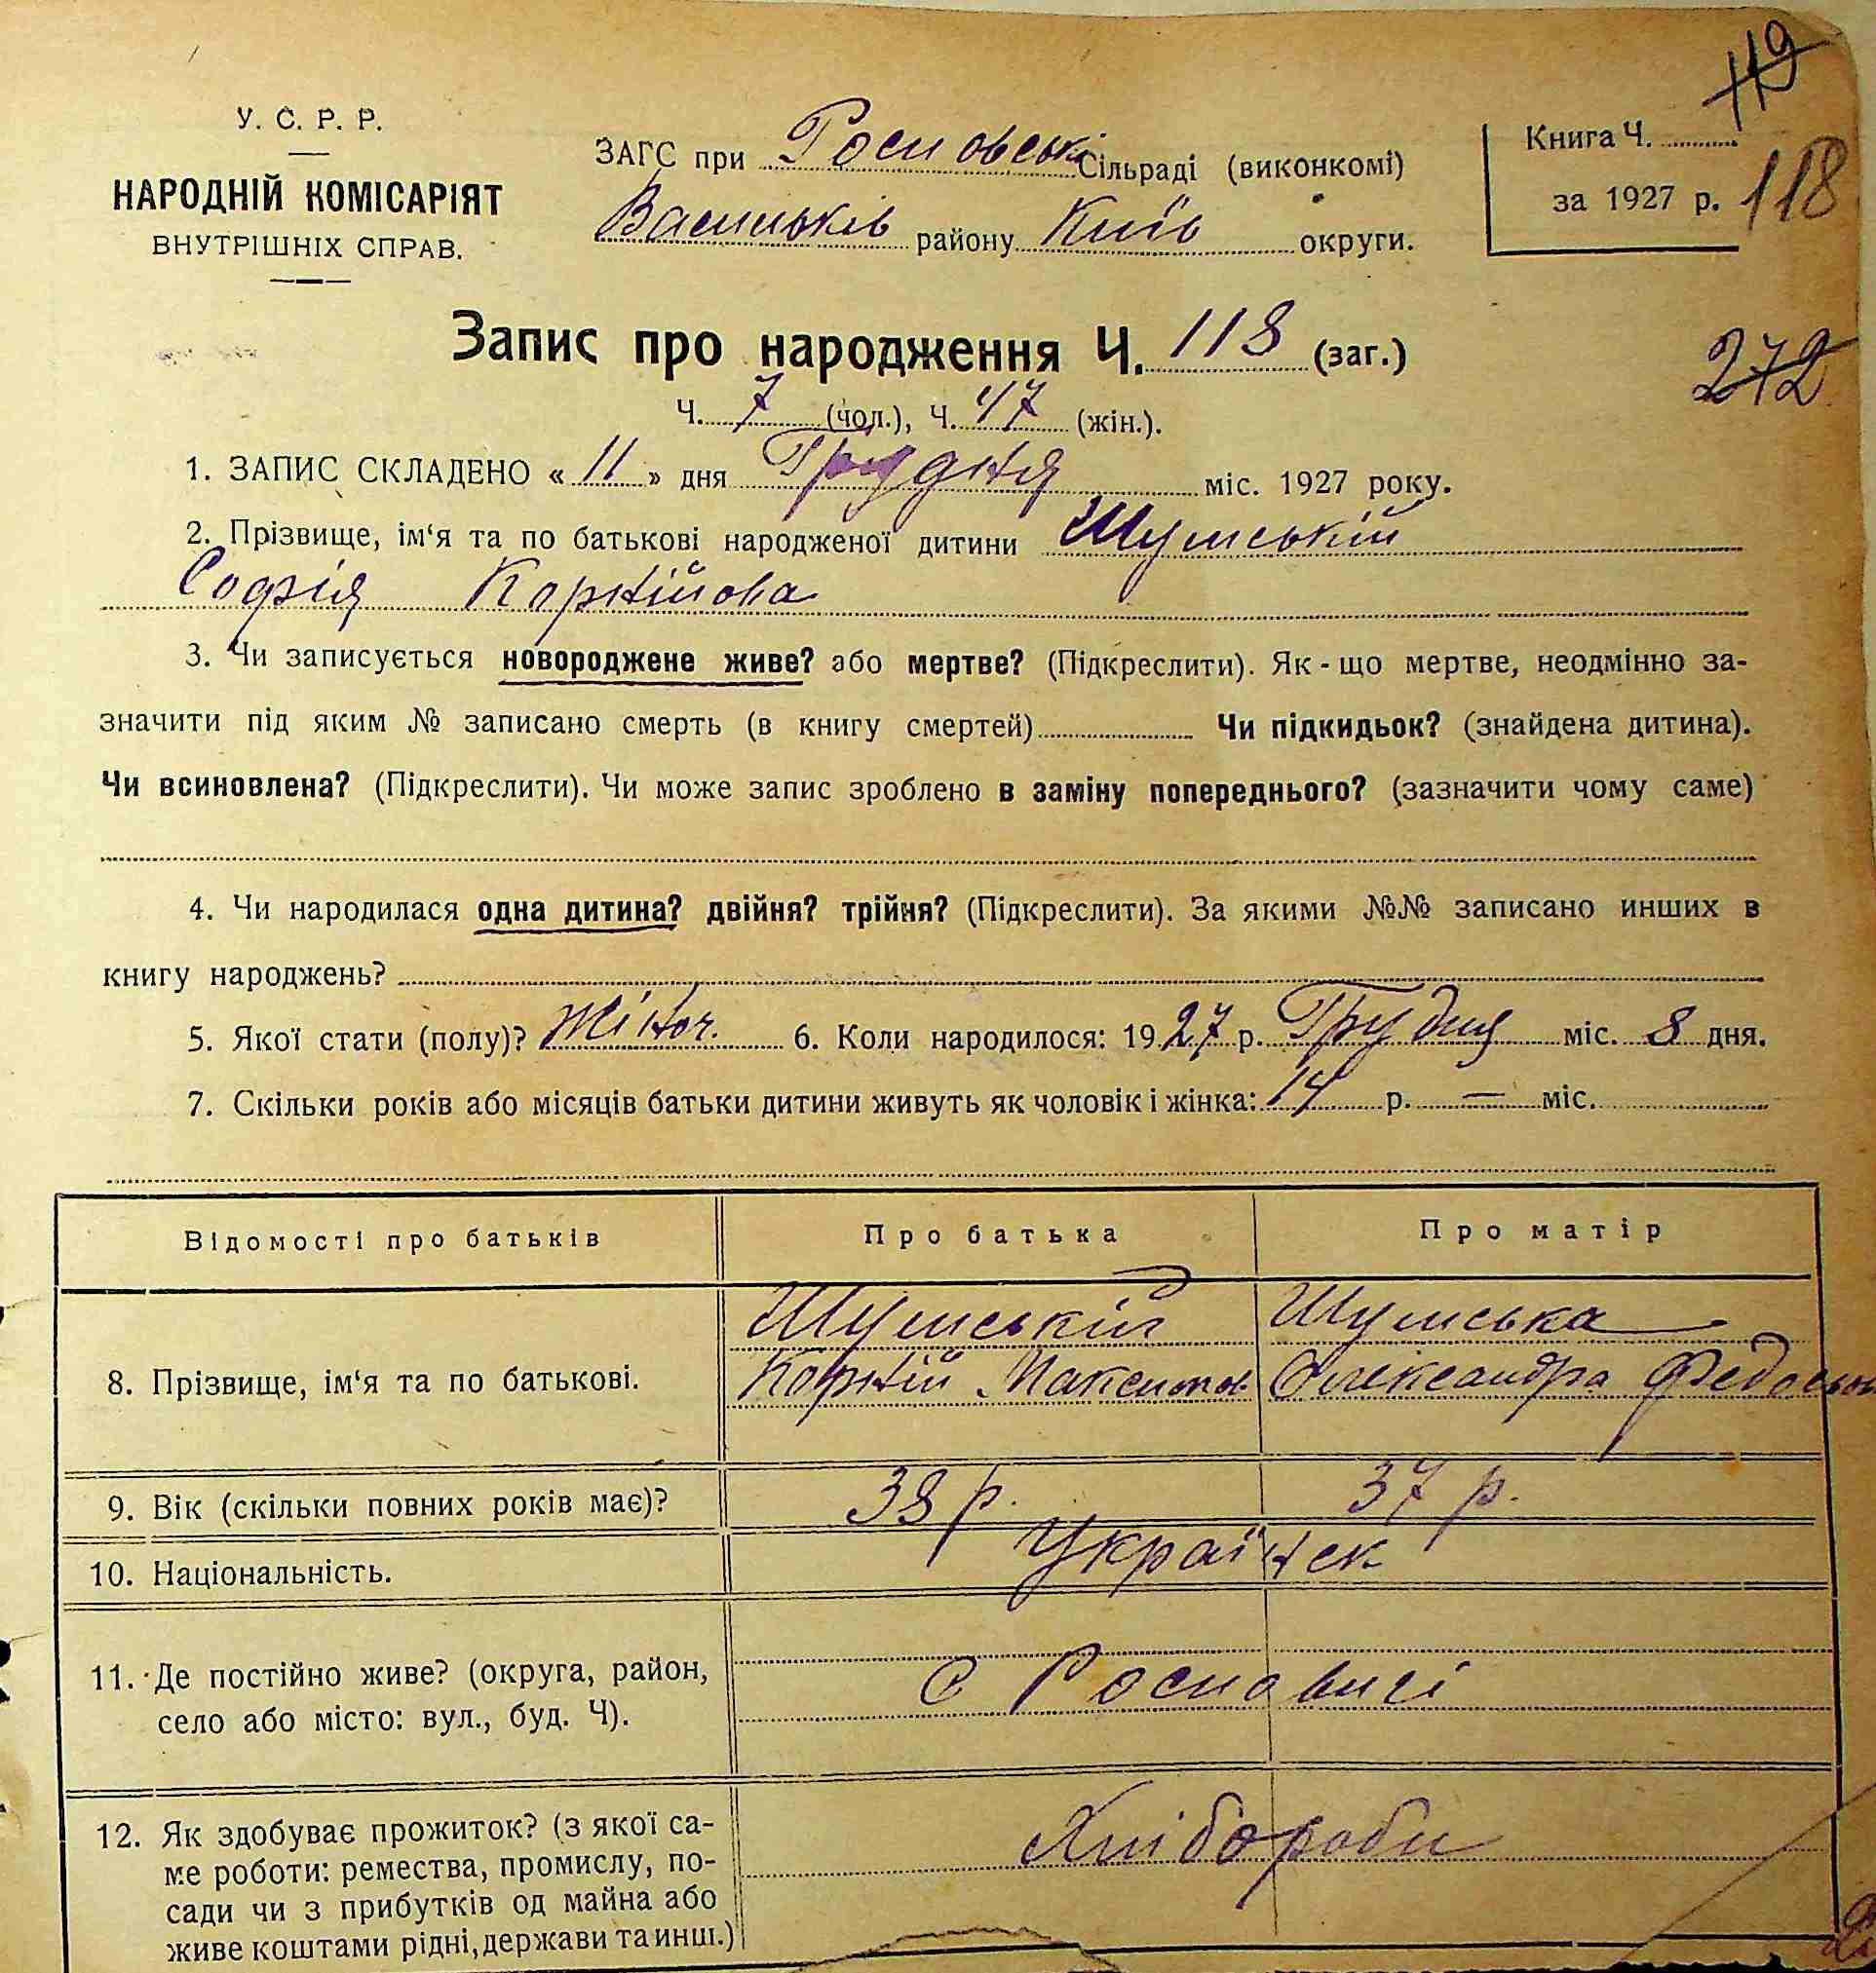 119
У. С. Р. Р.
НАРОДНІЙ КОМІСАРІЯТ
ВНУТРІШНІХ СПРАВ.
ЗАГС при Сільраді (виконкомі)
Васильків району Київ округи.
Книга Ч.
за 1927 р. 118
Запис про народження Ч. 118 (заг.)
272
Ч. 7 (чол.), Ч. 47 (жін.).
1. ЗАПИС СКЛАДЕНО « 11 » дня Грудня міс. 1927 року.
2. Прізвище, ім‘я та по батькові народженої дитини Шумській
Софія Корнійова
3. Чи записується новороджене живе? або мертве? (Підкреслити). Як - що мертве, неодмінно за-
значити під яким № записано смерть (в книгу смертей) Чи підкидьок? (знайдена дитина).
Чи всиновлена? (Підкреслити). Чи може запис зроблено в заміну попереднього? (зазначити чому саме)
4. Чи народилася одна дитина? двійня? трійня? (Підкреслити). За якими №№ записано инших в
книгу народжень?
5. Якої стати (полу)? Жіноч. 6. Коли народилося: 1927 р. Грудня міс. 8 дня.
7. Скільки років або місяців батьки дитини живуть як чоловік і жінка: 14 р. — міс.
Відомості про батьків Про батька Про матір
8. Прізвище, ім‘я та по батькові.
Шумській Шумська
Корній Максимов Олександра
9. Вік (скільки повних років має)? 38 р. 37 р.
10. Національність. Українск
11. Де постійно живе? (округа, район,
село або місто: вул., буд. Ч).
С
12. Як здобуває прожиток? (з якої са-
ме роботи: ремества, промислу, по-
сади чи з прибутків од майна або
живе коштами рідні, держави та инш.)
Хлібороби